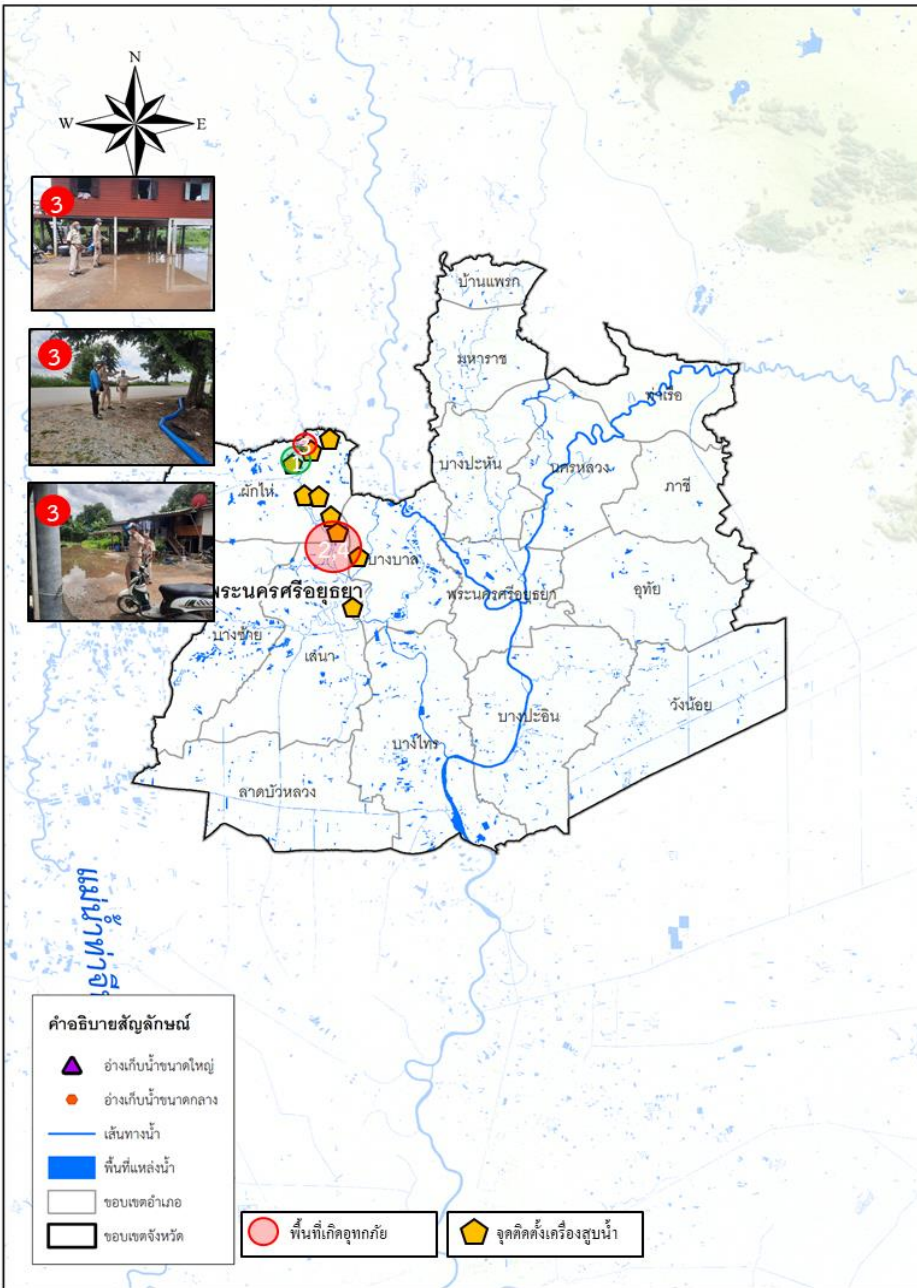 N
W
E
3
3
3
บ้านแพรก
มหาราช
ท่าเรือ
บางปะหัน
นครหลวง
ภาชี
ผักไห่
2,4
บางบาล
พระนครศรีอยุธยา
พระนครศรีอยุธยา
อุทัย
บางซ้าย
เสนา
บางปะอิน
วังน้อย
บางไทร
ลาดบัวหลวง
คำอธิบายสัญลักษณ์
อ่างเก็บน้ำขนาดใหญ่
อ่างเก็บน้ำขนาดกลาง
เส้นทางน้ำ
พื้นที่แหล่งน้ำ
ขอบเขตอำเภอ
ขอบเขตจังหวัด
พื้นที่เกิดอุทกภัย
จุดติดตั้งเครื่องสูบน้ำ